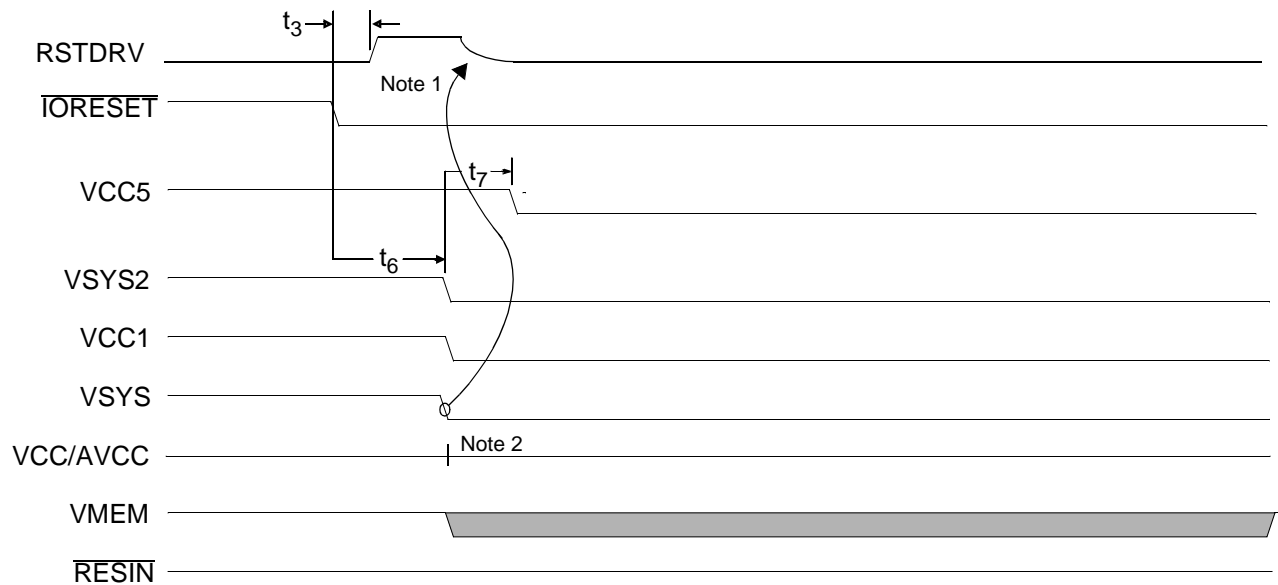 t3
RSTDRV
Note 1
IORESET
t7
VCC5
t6
VSYS2
VCC1
VSYS
Note 2
VCC/AVCC
VMEM
RESIN